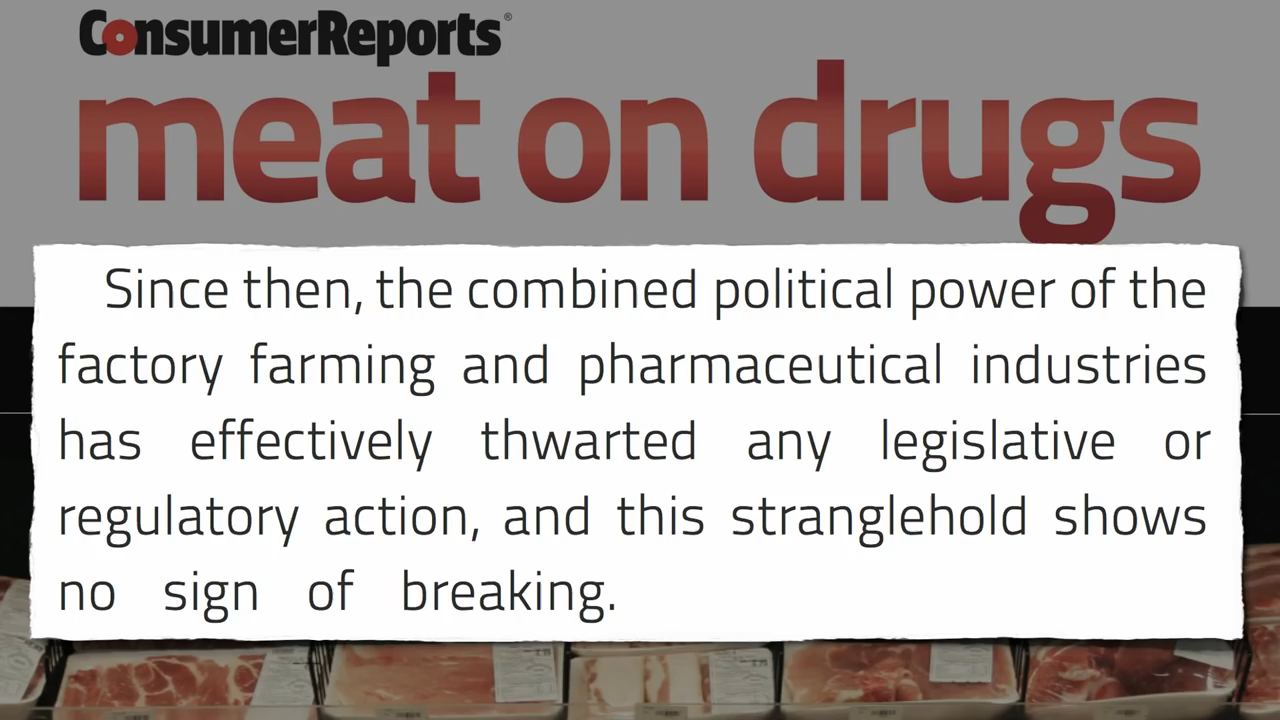 ConsumerReports®
meat on drugs
Since then, the combined political power of the
factory farming and pharmaceutical industries
has effectively thwarted any legislative or
regulatory action, and this stranglehold shows
no sign of breaking.